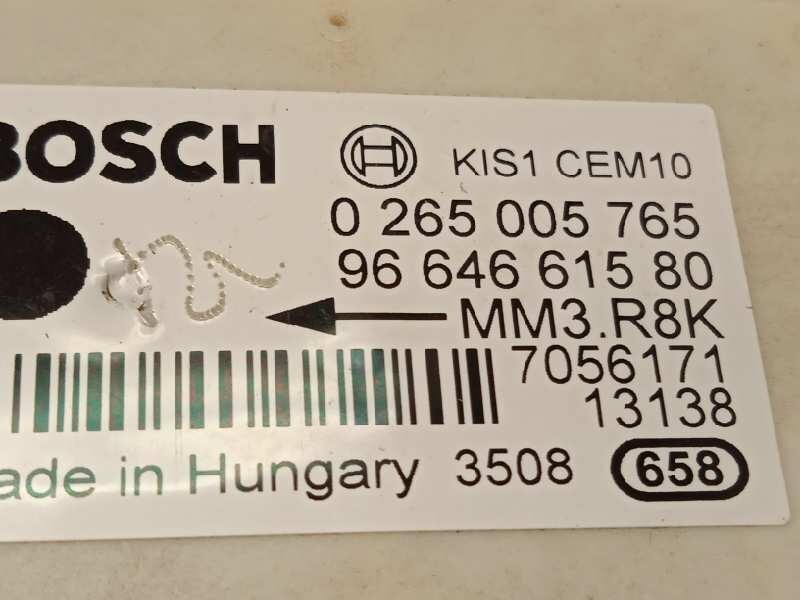 BOSCH KIS1 CEM10
0 265 005 765
96 646 615 80
MM3.R8K
7056171
13138
ade in Hungary 3508 658